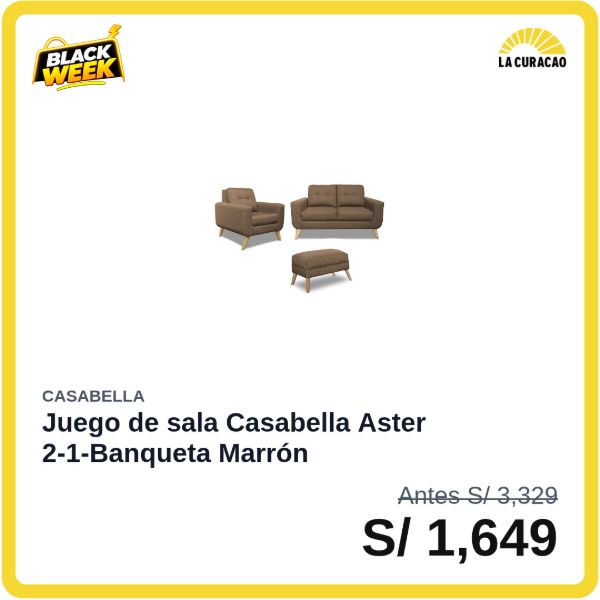 BLACK
WEEK
LA CURACAO
CASABELLA
Juego de sala Casabella Aster
2-1-Banqueta Marrón
Antes S/ 3,329
S/ 1,649